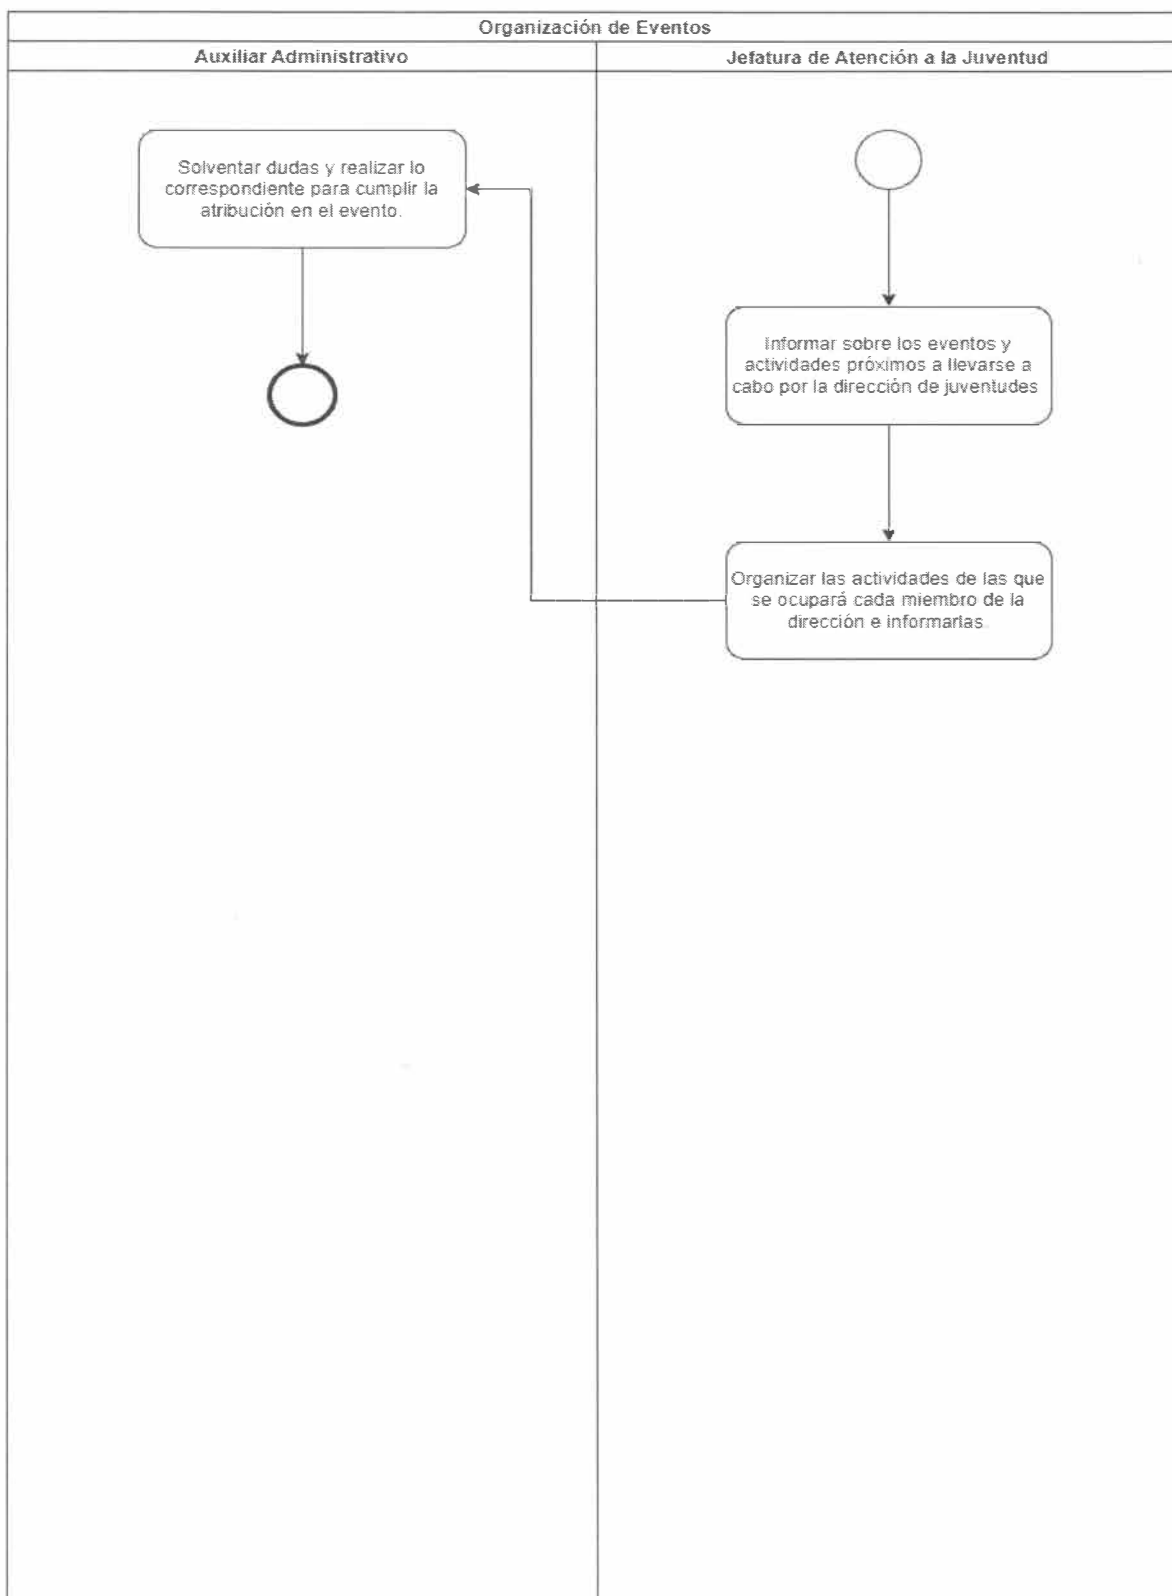 Organización de Eventos
Auxiliar Administrativo
Jefatura de Atención a la Juventud
Solventar dudas y realizar lo
correspondiente para cumplir la
atribución en el evento.
Informar sobre los eventos y
actividades próximos a llevarse a
cabo por la dirección de juventudes
Organizar las actividades de las que
se ocupará cada miembro de la
dirección e informarlas.